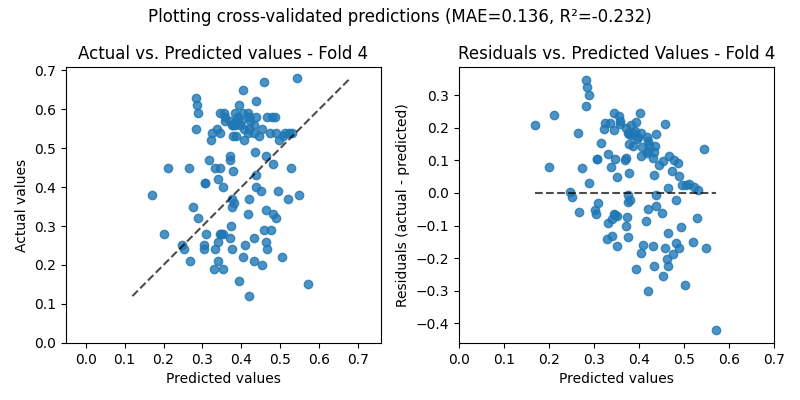 Plotting cross-validated predictions (MAE=0.136, R²=-0.232)
Actual vs. Predicted values - Fold 4
Actual values
0.7
0.6
0.5
0.4
0.3
0.2
0.1
0.0
0.0 0.1 0.2 0.3 0.4 0.5 0.6 0.7
Predicted values
Residuals vs. Predicted Values - Fold 4
Residuals (actual - predicted)
0.3
0.2
0.1
0.0
−0.1
−0.2
−0.3
−0.4
0.0 0.1 0.2 0.3 0.4 0.5 0.6 0.7
Predicted values